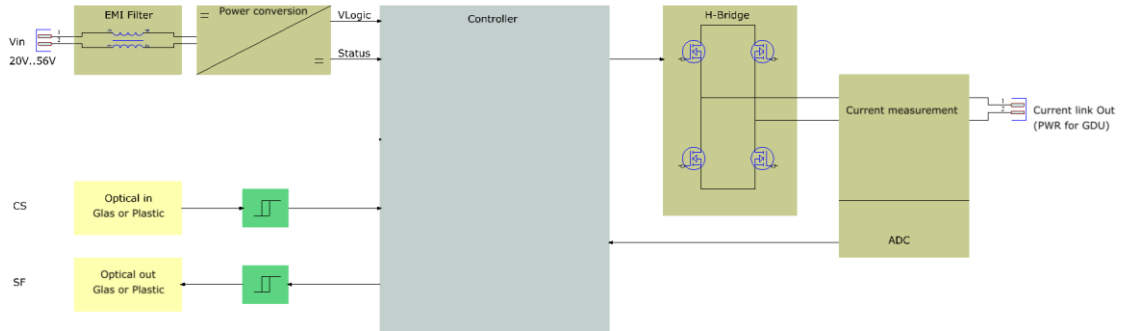 EMI Filter
Power conversion
VLogic
Controller
H-Bridge
1
2
Vin
20V..56V
Status
Current measurement
1
2
Current link Out
(PWR for GDU)
CS
Optical in
Glas or Plastic
ADC
SF
Optical out
Glas or Plastic